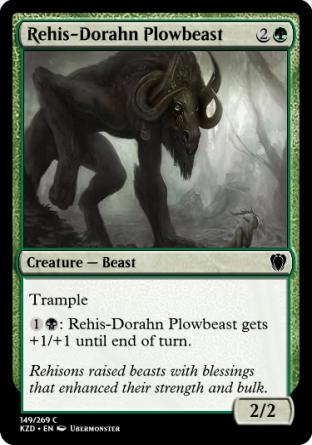 Rehis-Dorahn Plowbeast 2
Creature — Beast
Trample
1: Rehis-Dorahn Plowbeast gets
+1/+1 until end of turn.
Rehisons raised beasts with blessings
that enhanced their strength and bulk.
2/2
149/269 C
KZD • EN Ubermonster